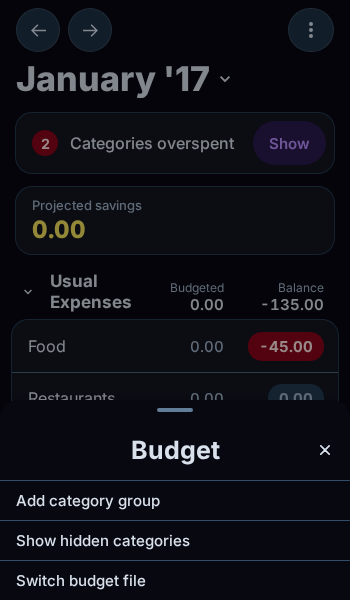 January '17
2 Categories overspent Show
Projected savings
0.00
Usual Expenses
Budgeted
0.00
Balance
-135.00
Food 0.00 -45.00
Restaurants 0.00 0.00
Budget
Add category group
Show hidden categories
Switch budget file